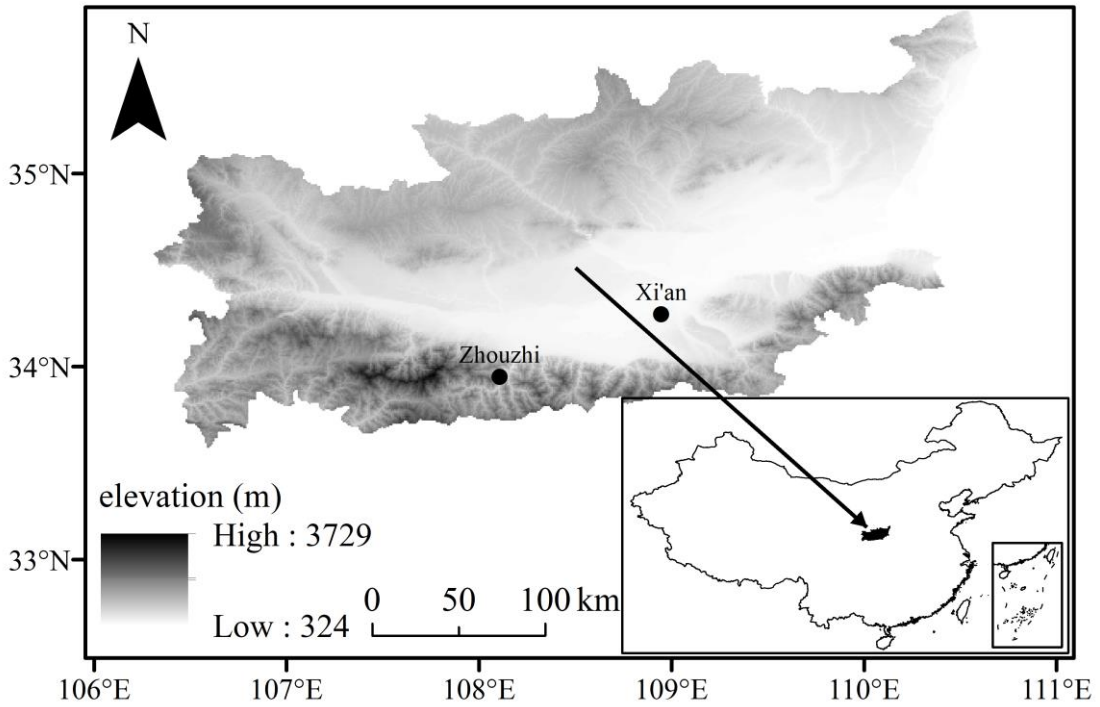 N
35°N
Xi'an
34°N
Zhouzhi
elevation (m)
High : 3729
33°N
0 50 100 km
Low : 324
106°E 107°E 108°E 109°E 110°E 111°E